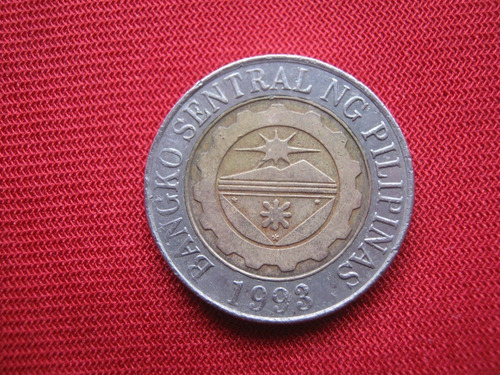 BANGKO SENTRAL NG PILIPINAS
1993